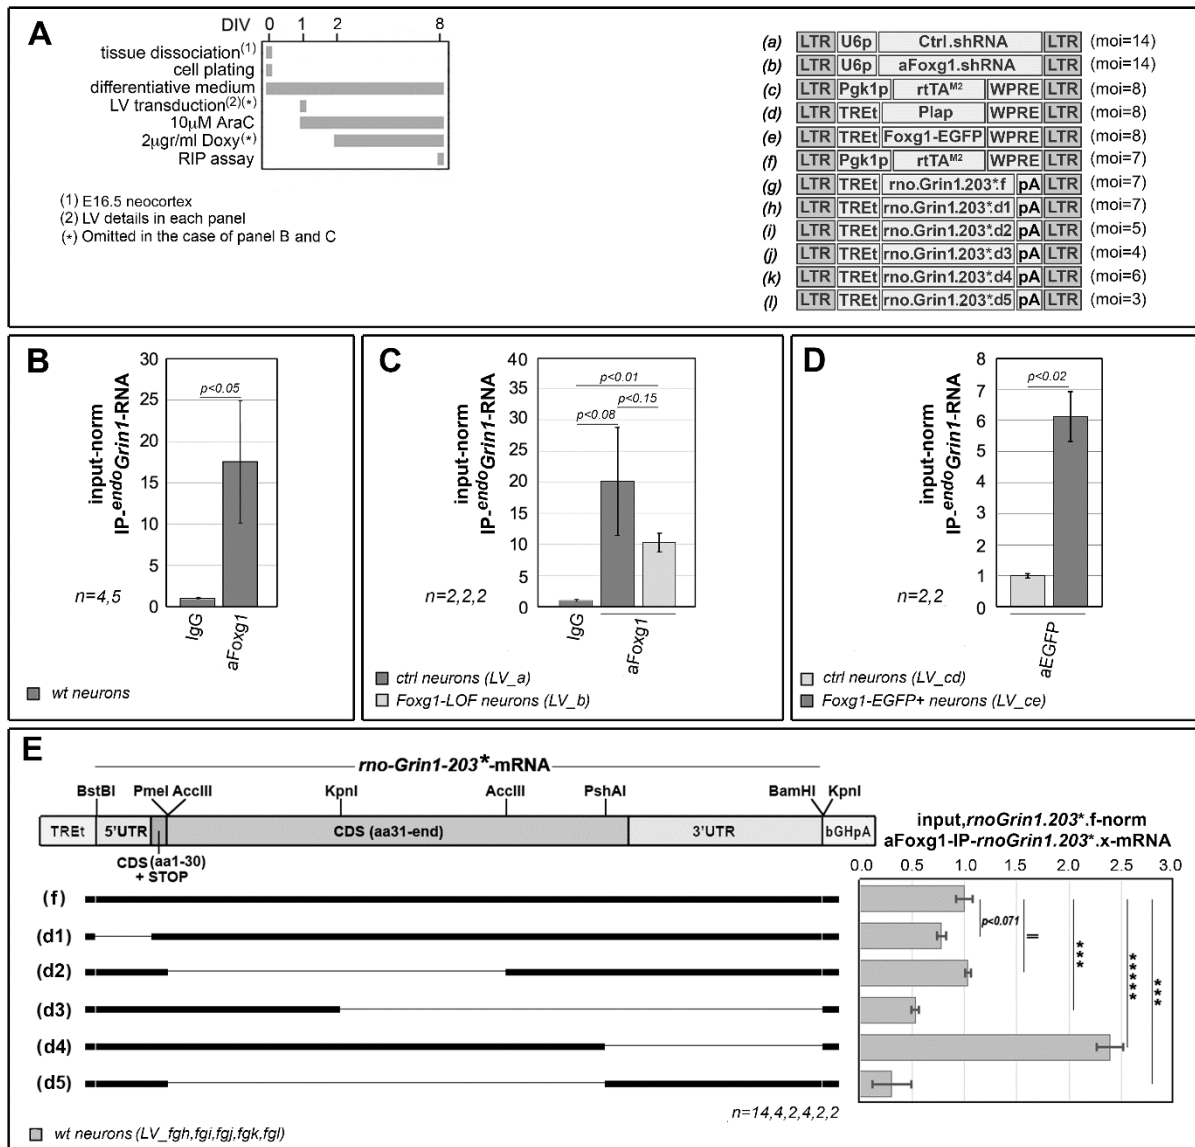 A
DIV
0 1 2 8
tissue dissociation(1)
cell plating
differentiative medium
LV transduction(2)(*)
10μM AraC
2μgr/ml Doxy(*)
RIP assay
(1) E16.5 neocortex
(2) LV details in each panel
(*) Omitted in the case of panel B and C
(a) LTR U6p Ctrl.shRNA LTR (moi=14)
(b) LTR U6p aFoxg1.shRNA LTR (moi=14)
(c) LTR Pgk1p rtTAM2 WPRE LTR (moi=8)
(d) LTR TREt Plap WPRE LTR (moi=8)
(e) LTR TREt Foxg1-EGFP WPRE LTR (moi=8)
(f) LTR Pgk1p rtTAM2 WPRE LTR (moi=7)
(g) LTR TREt rno.Grin1.203*.f pA LTR (moi=7)
(h) LTR TREt rno.Grin1.203*.d1 pA LTR (moi=7)
(i) LTR TREt rno.Grin1.203*.d2 pA LTR (moi=5)
(j) LTR TREt rno.Grin1.203*.d3 pA LTR (moi=4)
(k) LTR TREt rno.Grin1.203*.d4 pA LTR (moi=6)
(l) LTR TREt rno.Grin1.203*.d5 pA LTR (moi=3)
B
input-norm
IP-endoGrin1-RNA
30
25
20
15
10
5
0
p<0.05
n=4,5
IgG
aFoxg1
wt neurons
C
input-norm
IP-endoGrin1-RNA
40
35
30
25
20
15
10
5
0
p<0.01
p<0.15
p<0.08
n=2,2,2
IgG
aFoxg1
ctrl neurons (LV_a)
Foxg1-LOF neurons (LV_b)
D
input-norm
IP-endoGrin1-RNA
8
7
6
5
4
3
2
1
0
p<0.02
n=2,2
aEGFP
ctrl neurons (LV_cd)
Foxg1-EGFP+ neurons (LV_ce)
E
rno-Grin1-203*-mRNA
BstBI PmeI AccIII KpnI AccIII PshAI BamHI KpnI
TREt 5'UTR CDS (aa31-end) 3'UTR bGHpA
CDS (aa1-30)
+ STOP
(f)
(d1)
(d2)
(d3)
(d4)
(d5)
n=14,4,2,4,2,2
wt neurons (LV_fgh,fgi,fgj,fgk,fgl)
input,rnoGrin1.203*.f-norm
aFoxg1-IP-rnoGrin1.203*.x-mRNA
0.0 0.5 1.0 1.5 2.0 2.5 3.0
p<0.071
=
***
*****
***